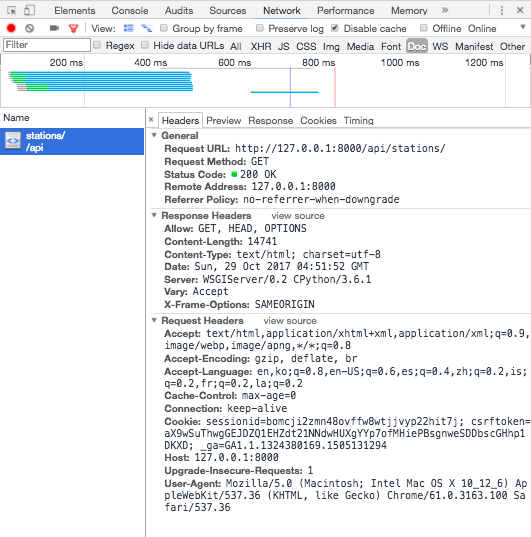 Elements Console Audits Sources Network Performance Memory »
View: Group by frame Preserve log Disable cache Offline Online
Filter Regex Hide data URLs All XHR JS CSS Img Media Font Doc WS Manifest Other
200 ms 400 ms 600 ms 800 ms 1000 ms 1200 ms
Name
stations/
/api
× Headers Preview Response Cookies Timing
General
Request URL: http://127.0.0.1:8000/api/stations/
Request Method: GET
Status Code: 200 OK
Remote Address: 127.0.0.1:8000
Referrer Policy: no-referrer-when-downgrade
Response Headers view source
Allow: GET, HEAD, OPTIONS
Content-Length: 14741
Content-Type: text/html; charset=utf-8
Date: Sun, 29 Oct 2017 04:51:52 GMT
Server: WSGIServer/0.2 CPython/3.6.1
Vary: Accept
X-Frame-Options: SAMEORIGIN
Request Headers view source
Accept: text/html,application/xhtml+xml,application/xml;q=0.9,
image/webp,image/apng,*/*;q=0.8
Accept-Encoding: gzip, deflate, br
Accept-Language: en,ko;q=0.8,en-US;q=0.6,es;q=0.4,zh;q=0.2,is;
q=0.2,fr;q=0.2,la;q=0.2
Cache-Control: max-age=0
Connection: keep-alive
Cookie: sessionid=bomcji2zmn48ovffw8wtjjvyp22hit7j; csrftoken=
aX9wSuThwgGEJDZQ1EHZdt21NNdwHUXgYYp7ofMHiePBsgnweSDDbscGHhp1
DKXD; _ga=GA1.1.1324380169.1505131294
Host: 127.0.0.1:8000
Upgrade-Insecure-Requests: 1
User-Agent: Mozilla/5.0 (Macintosh; Intel Mac OS X 10_12_6) Ap
pleWebKit/537.36 (KHTML, like Gecko) Chrome/61.0.3163.100 Sa
fari/537.36